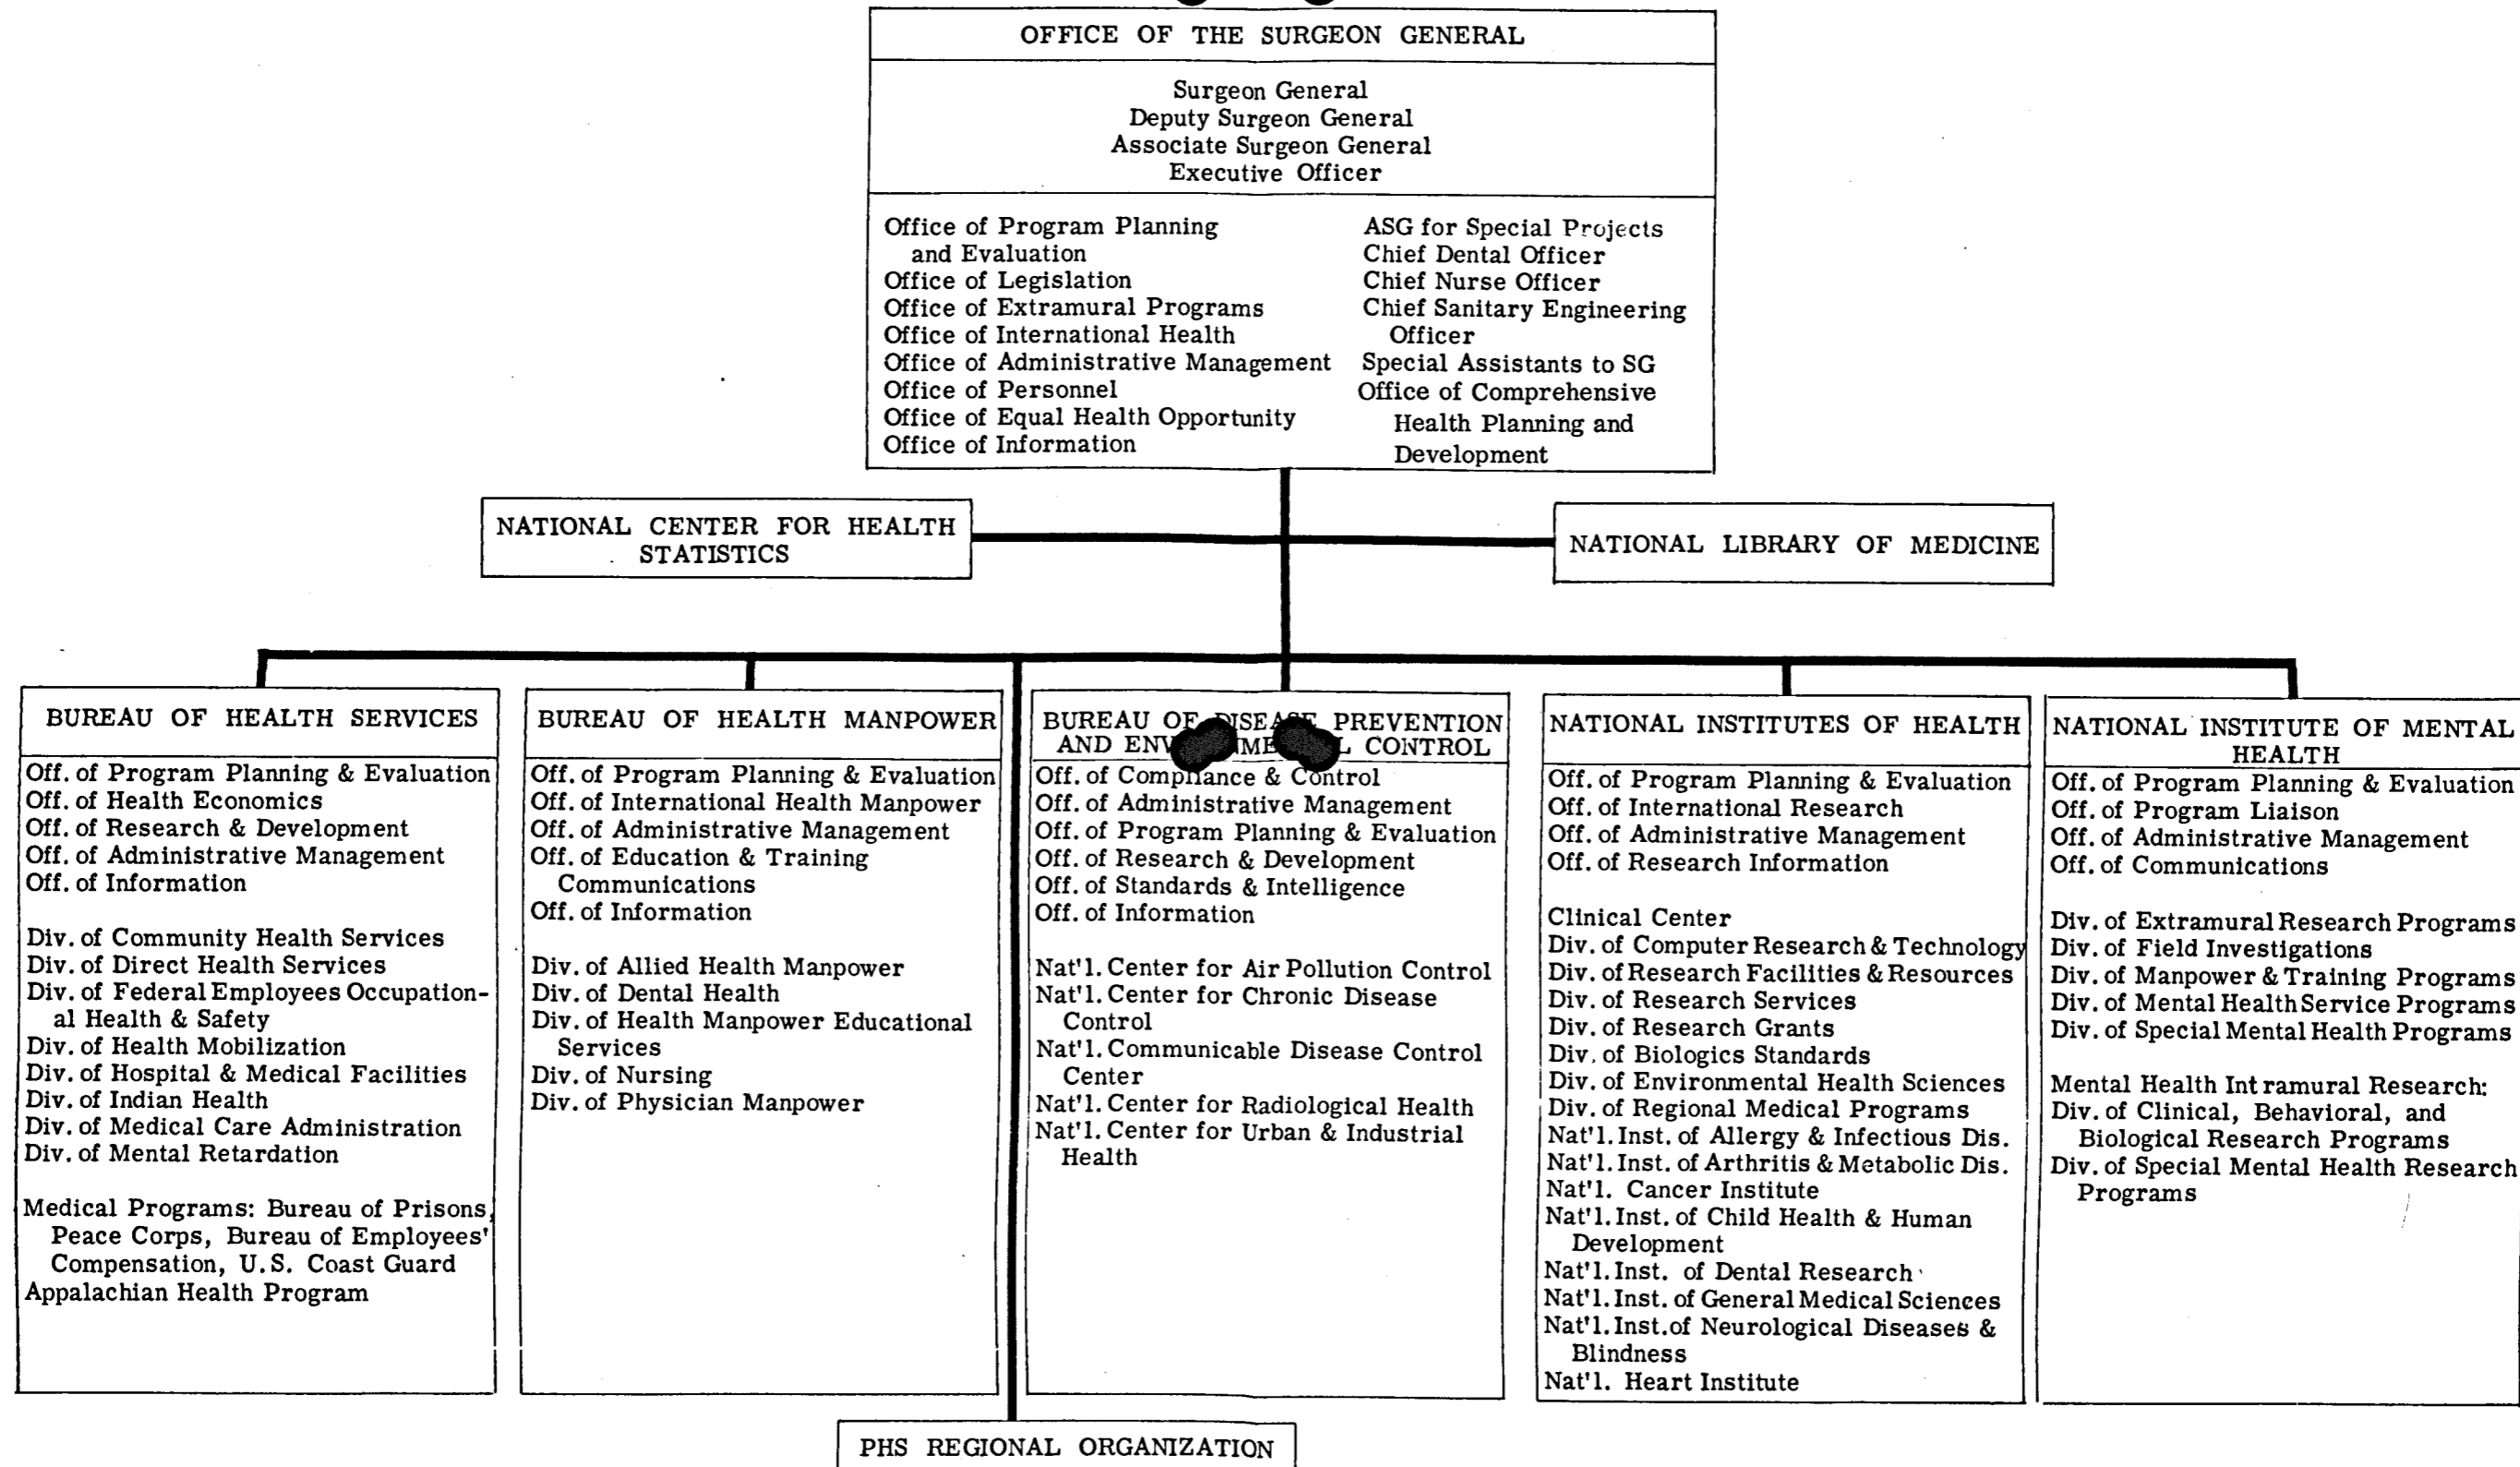 OFFICE OF THE SURGEON GENERAL
Surgeon General
Deputy Surgeon General
Associate Surgeon General
Executive Officer
Office of Program Planning
and Evaluation
Office of Legislation
Office of Extramural Programs
Office of International Health
Office of Administrative Management
Office of Personnel
Office of Equal Health Opportunity
Office of Information
ASG for Special Projects
Chief Dental Officer
Chief Nurse Officer
Chief Sanitary Engineering
Officer
Special Assistants to SG
Office of Comprehensive
Health Planning and
Development
NATIONAL CENTER FOR HEALTH
STATISTICS
NATIONAL LIBRARY OF MEDICINE
BUREAU OF HEALTH SERVICES
Off. of Program Planning & Evaluation
Off. of Health Economics
Off. of Research & Development
Off. of Administrative Management
Off. of Information
Div. of Community Health Services
Div. of Direct Health Services
Div. of Federal Employees Occupation-
al Health & Safety
Div. of Health Mobilization
Div. of Hospital & Medical Facilities
Div. of Indian Health
Div. of Medical Care Administration
Div. of Mental Retardation
Medical Programs: Bureau of Prisons,
Peace Corps, Bureau of Employees'
Compensation, U.S. Coast Guard
Appalachian Health Program
BUREAU OF HEALTH MANPOWER
Off. of Program Planning & Evaluation
Off. of International Health Manpower
Off. of Administrative Management
Off. of Education & Training
Communications
Off. of Information
Div. of Allied Health Manpower
Div. of Dental Health
Div. of Health Manpower Educational
Services
Div. of Nursing
Div. of Physician Manpower
BUREAU OF DISEASE PREVENTION
AND CONTROL
Off. of Compliance & Control
Off. of Administrative Management
Off. of Program Planning & Evaluation
Off. of Research & Development
Off. of Standards & Intelligence
Off. of Information
Nat'l. Center for Air Pollution Control
Nat'l. Center for Chronic Disease
Control
Nat'l. Communicable Disease Control
Center
Nat'l. Center for Radiological Health
Nat'l. Center for Urban & Industrial
Health
NATIONAL INSTITUTES OF HEALTH
Off. of Program Planning & Evaluation
Off. of International Research
Off. of Administrative Management
Off. of Research Information
Clinical Center
Div. of Computer Research & Technology
Div. of Research Facilities & Resources
Div. of Research Services
Div. of Research Grants
Div. of Biologics Standards
Div. of Environmental Health Sciences
Div. of Regional Medical Programs
Nat'l. Inst. of Allergy & Infectious Dis.
Nat'l. Inst. of Arthritis & Metabolic Dis.
Nat'l. Cancer Institute
Nat'l. Inst. of Child Health & Human
Development
Nat'l. Inst. of Dental Research
Nat'l. Inst. of General Medical Sciences
Nat'l. Inst. of Neurological Diseases &
Blindness
Nat'l. Heart Institute
NATIONAL INSTITUTE OF MENTAL
HEALTH
Off. of Program Planning & Evaluation
Off. of Program Liaison
Off. of Administrative Management
Off. of Communications
Div. of Extramural Research Programs
Div. of Field Investigations
Div. of Manpower & Training Programs
Div. of Mental Health Service Programs
Div. of Special Mental Health Programs
Mental Health Intramural Research:
Div. of Clinical, Behavioral, and
Biological Research Programs
Div. of Special Mental Health Research
Programs
PHS REGIONAL ORGANIZATION